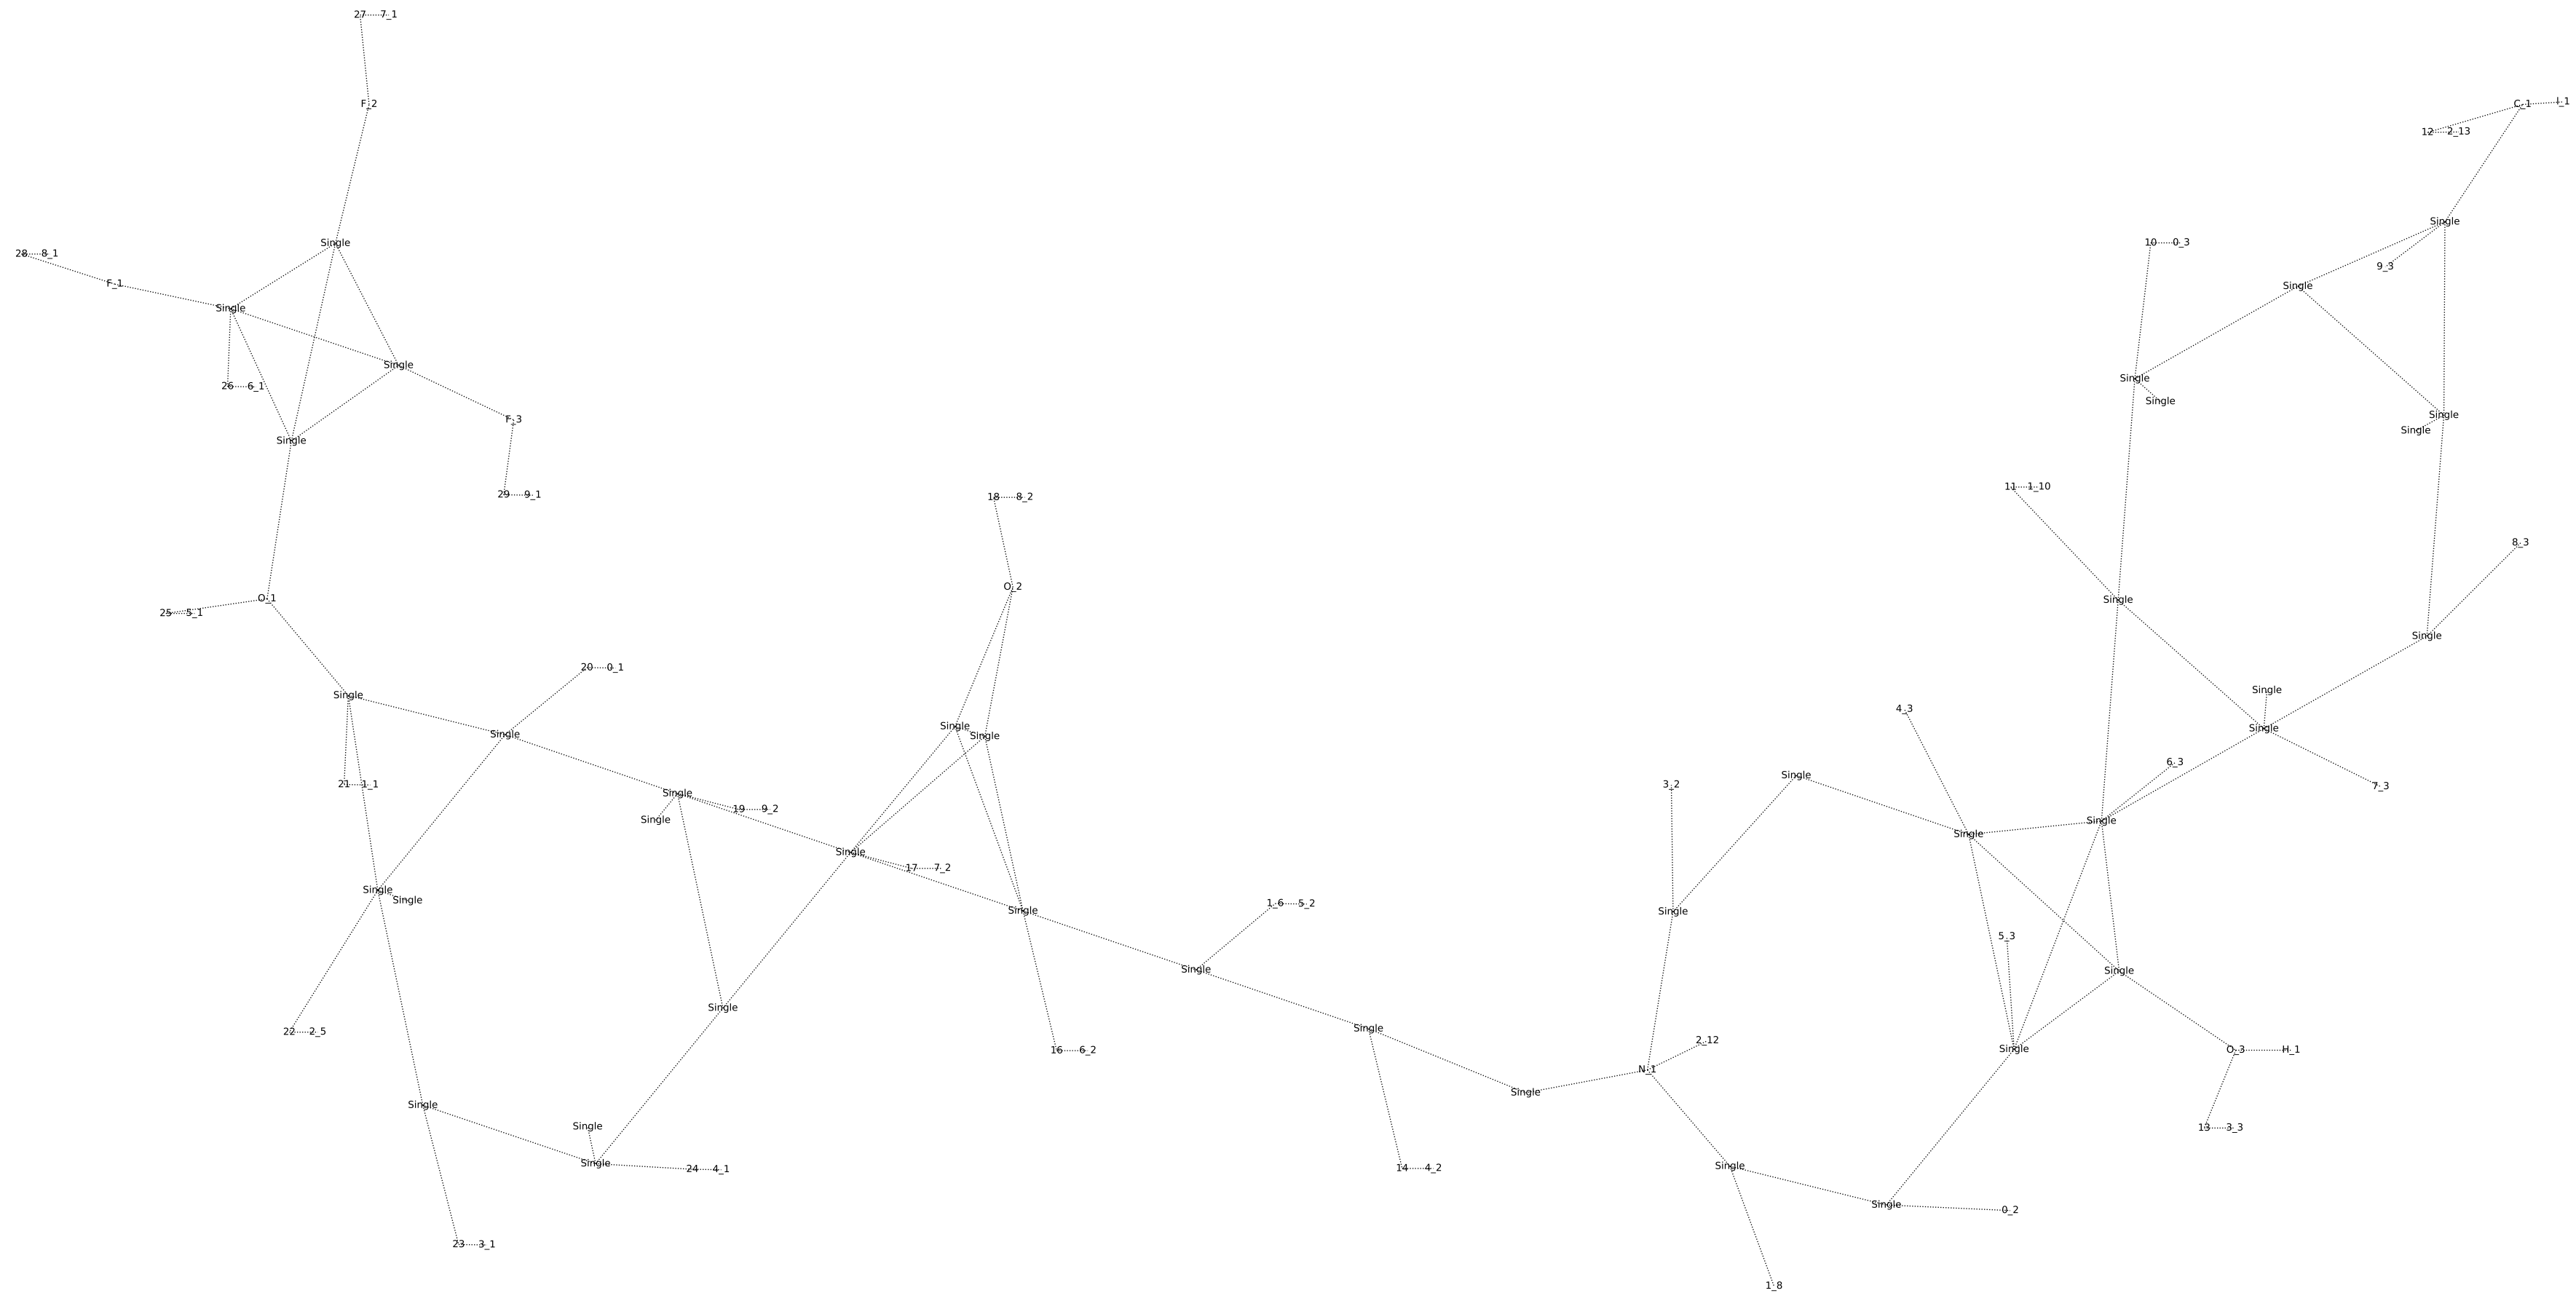 27 7_1
F_2
C_1 I_1
12 2_13
Single
Single 10 0_3
28 8_1
9_3
F_1
Single
Single
Single
Single
26 6_1
Single
Single
F_3
Single
Single
Single
11 1_10
29 9_1
18 8_2
8_3
O_2
O_1
Single
25 5_1
Single
20 0_1
Single
Single
4_3
Single
Single
Single
Single
6_3
Single
21 1_1
3_2
7_3
Single
19 9_2
Single
Single
Single
Single
17 7_2
Single
Single
1_6 5_2
Single
Single
5_3
Single
Single
Single
22 2_5
Single
2_12
16 6_2
Single
O_3 H_1
N_1
Single
Single
Single
13 3_3
Single
Single
24 4_1
14 4_2
Single
0_2
23 3_1
1_8